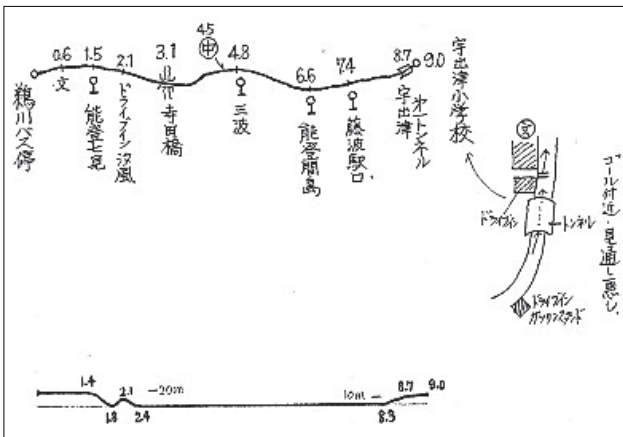 0.6
1.5
2.1
3.1
4.5
中
4.8
6.6
7.4
8.7
9.0
鵜川バス停
文
能登七見
ドライブイン汐風
寺田橋
三波
能登鵜島
藤波駅口
宇出津
オ一トンネル
宇出津小学校
文
ドライブイン
トンネル
ドライブイン
ガソリンスタンド
ゴール付近・見通し悪し
1.4
1.8
2.1
2.4
-20m
10m
8.3
8.7
9.0